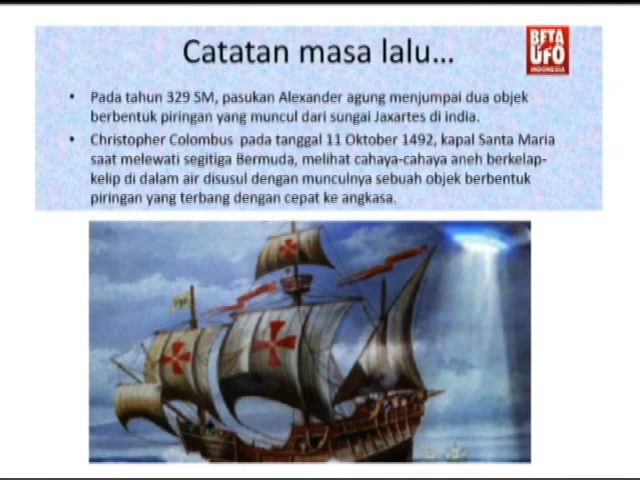 Catatan masa lalu...
BETA
UFO
INDONESIA
• Pada tahun 329 SM, pasukan Alexander agung menjumpai dua objek
berbentuk piringan yang muncul dari sungai Jaxartes di india.
• Christopher Colombus pada tanggal 11 Oktober 1492, kapal Santa Maria
saat melewati segitiga Bermuda, melihat cahaya-cahaya aneh berkelap-
kelip di dalam air disusul dengan munculnya sebuah objek berbentuk
piringan yang terbang dengan cepat ke angkasa.